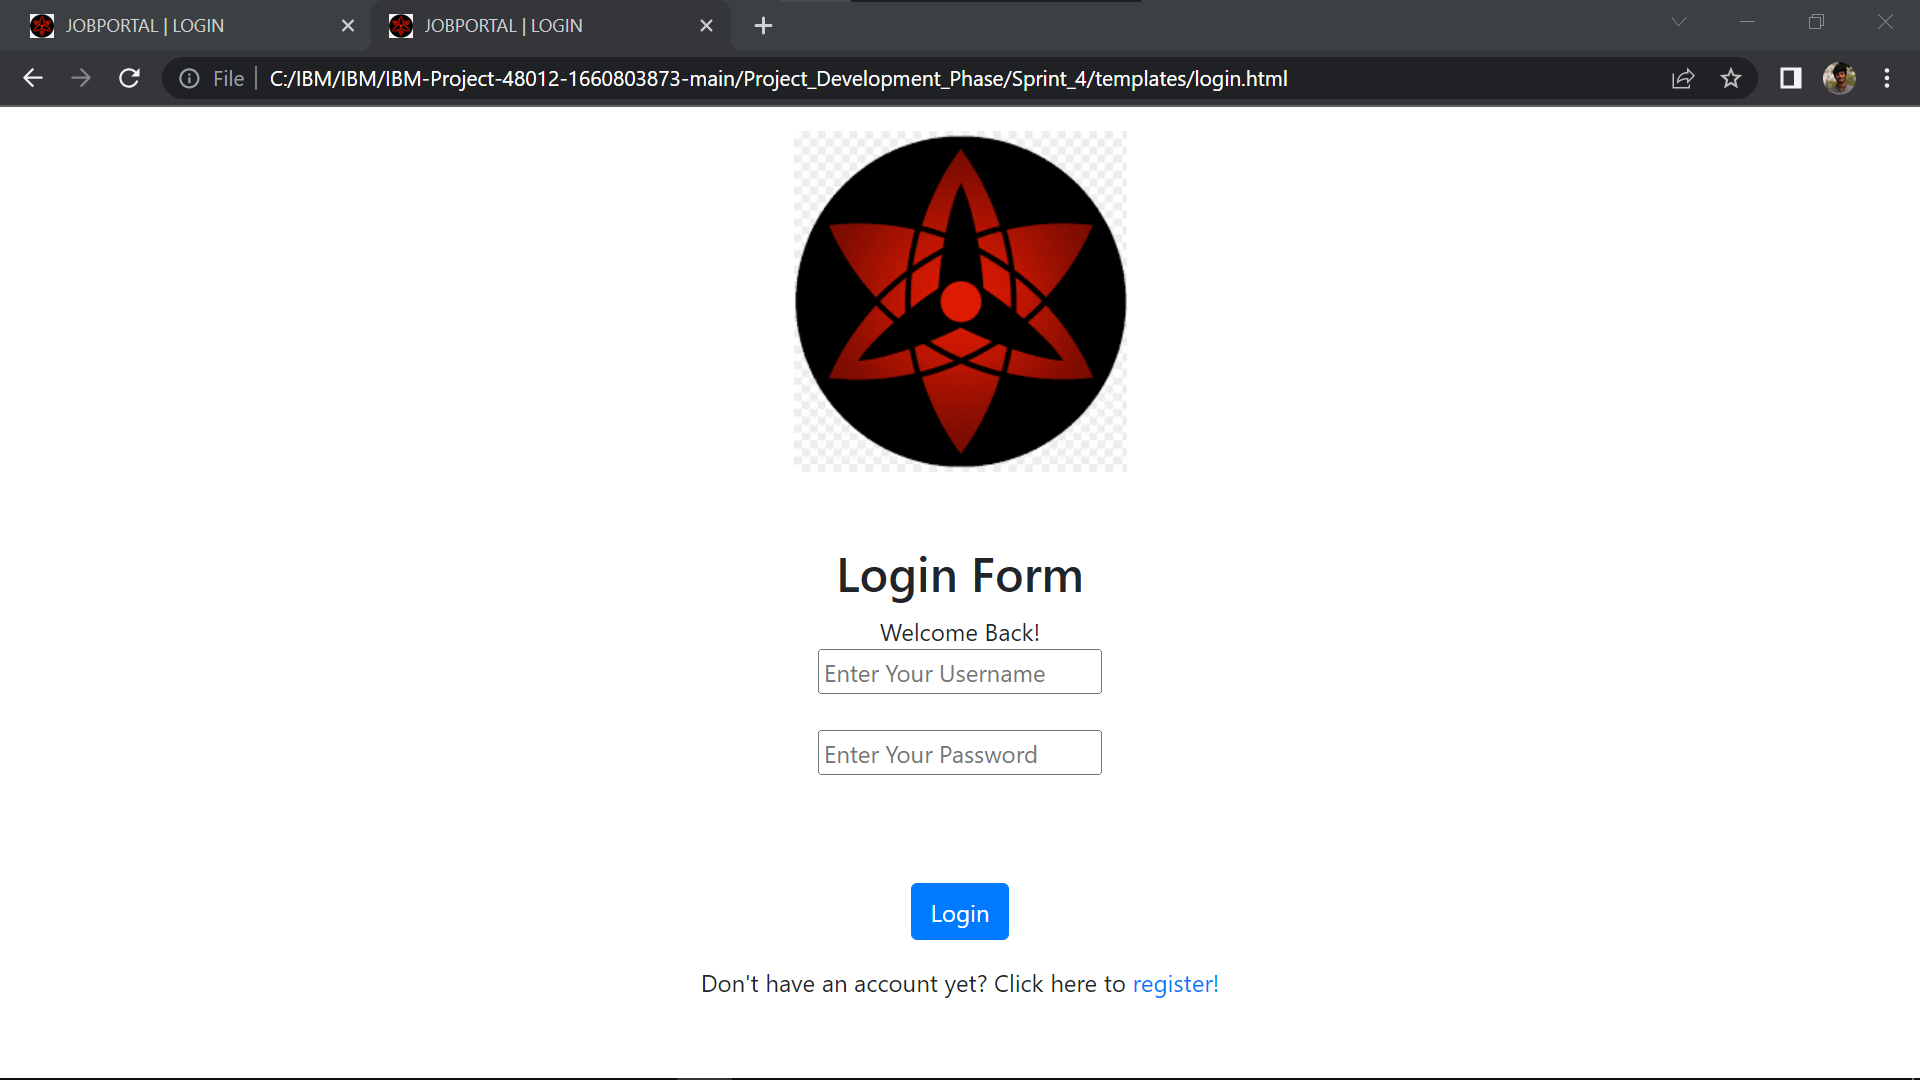 JOBPORTAL | LOGIN
JOBPORTAL | LOGIN
File C:/IBM/IBM/IBM-Project-48012-1660803873-main/Project_Development_Phase/Sprint_4/templates/login.html
Login Form
Welcome Back!
Enter Your Username
Enter Your Password
Login
Don't have an account yet? Click here to register!